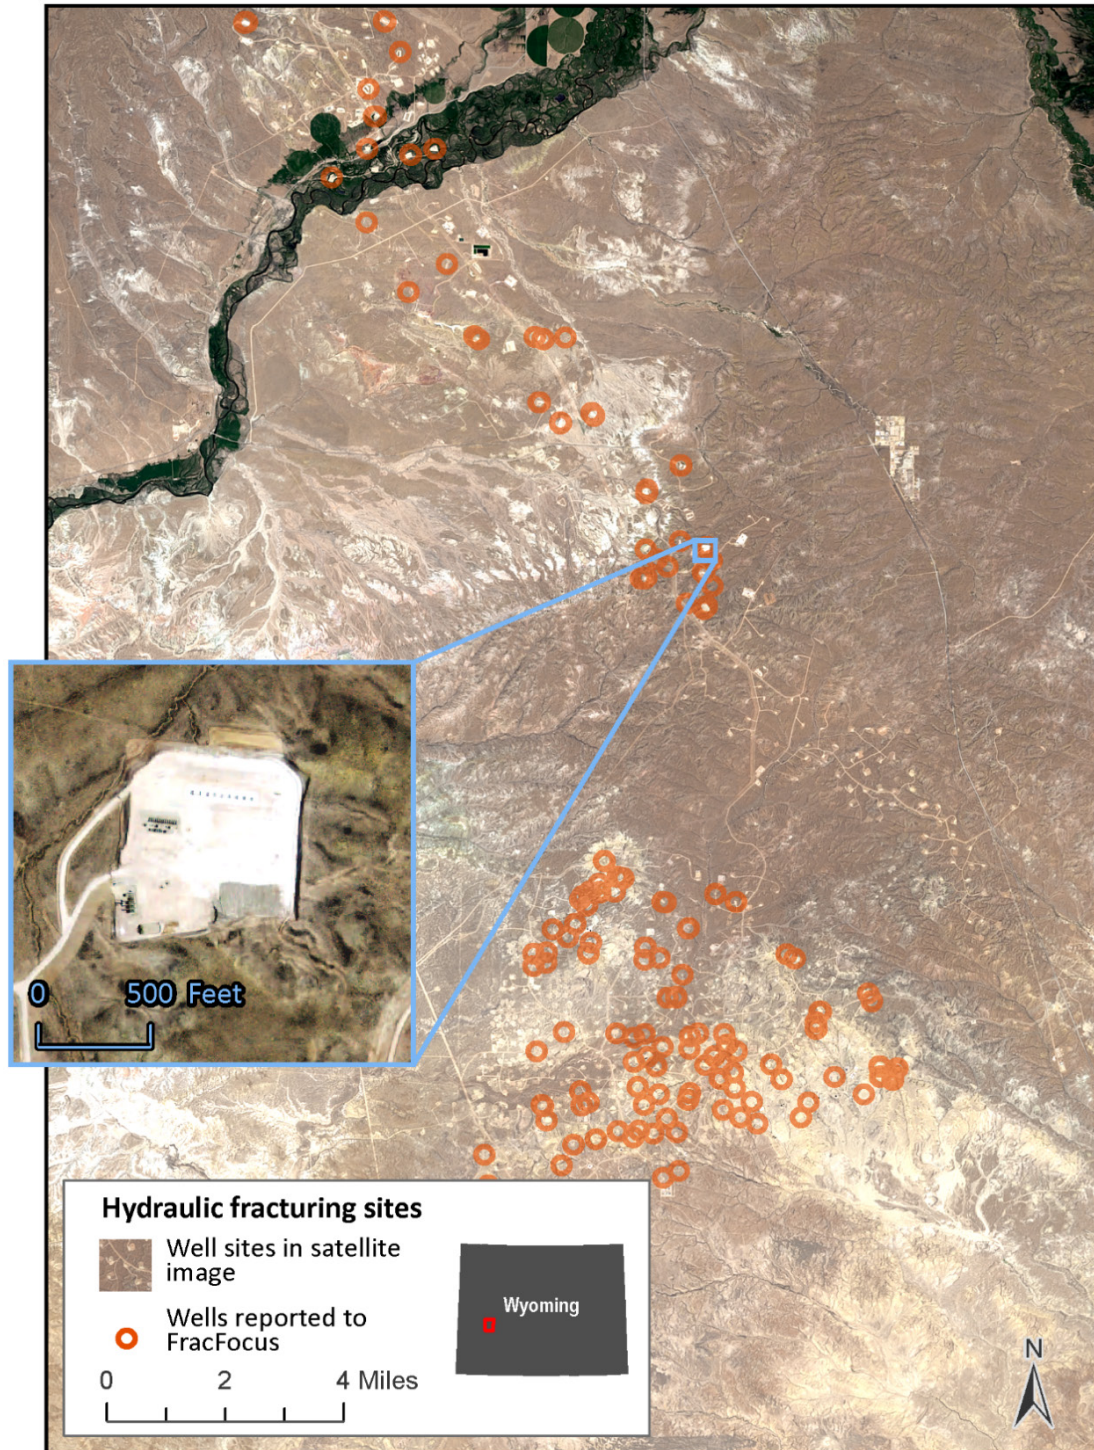 0 500 Feet
Hydraulic fracturing sites
Well sites in satellite
image
Wells reported to
FracFocus
0 2 4 Miles
Wyoming
N